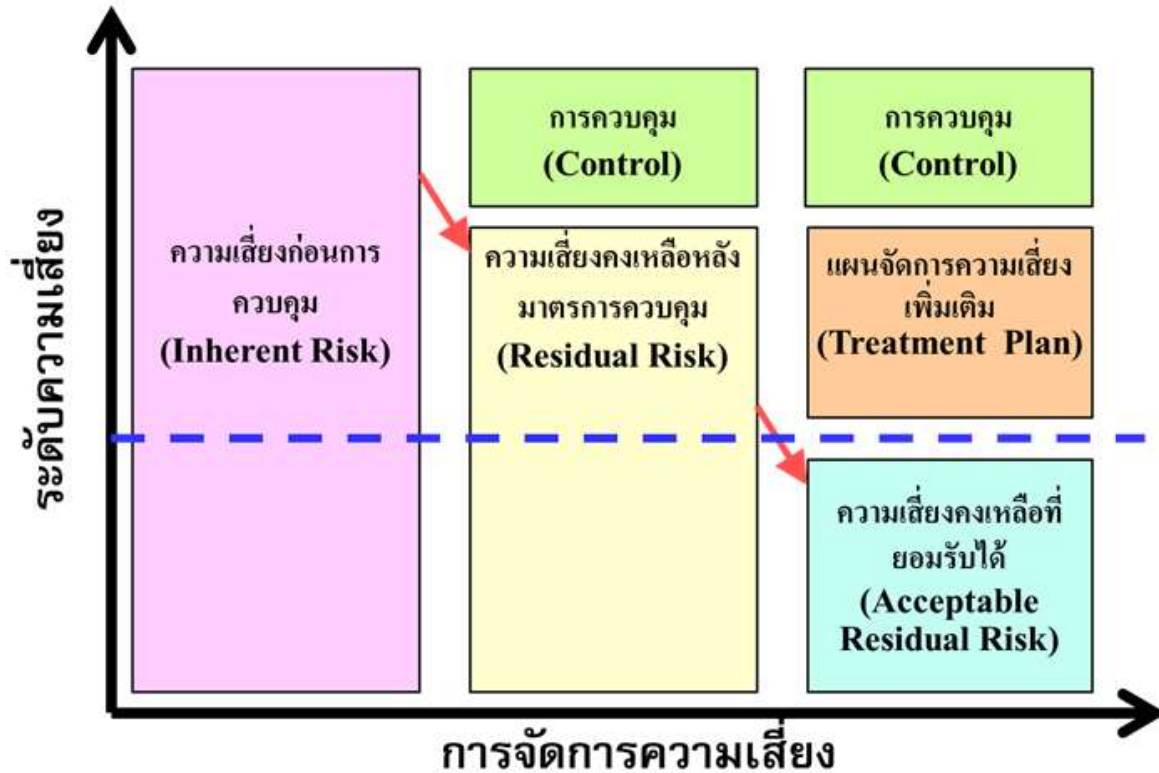 ระดับความเสี่ยง
ความเสี่ยงก่อนการ
ควบคุม
(Inherent Risk)
การควบคุม
(Control)
ความเสี่ยงคงเหลือหลัง
มาตรการควบคุม
(Residual Risk)
การควบคุม
(Control)
แผนจัดการความเสี่ยง
เพิ่มเติม
(Treatment Plan)
ความเสี่ยงคงเหลือที่
ยอมรับได้
(Acceptable
Residual Risk)
การจัดการความเสี่ยง